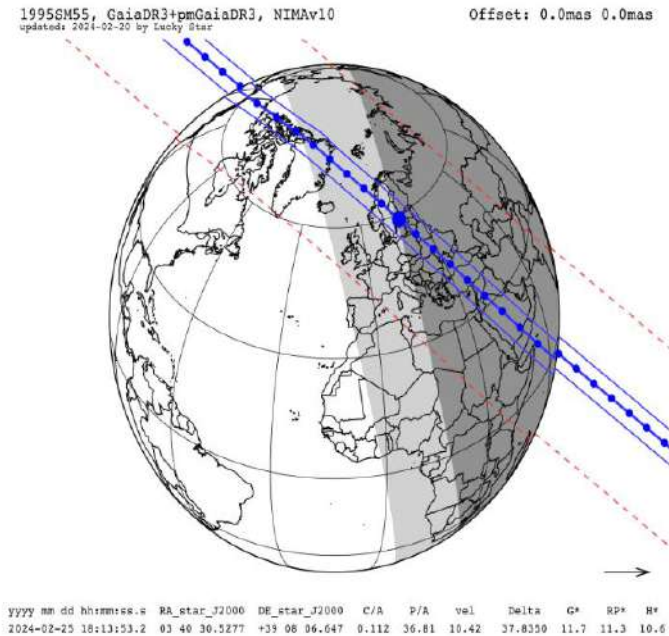 1995SM55, GaiaDR3+pmGaiaDR3, NIMAv10 Offset: 0.0mas 0.0mas
updated: 2024-02-20 by Lucky Star
yyyy mm dd hh:mm:ss.s RA_star_J2000 DE_star_J2000 C/A P/A vel Delta G* RP* H*
2024-02-25 18:13:53.2 03 40 30.5277 +39 08 06.647 0.112 36.81 10.42 37.8350 11.7 11.3 10.6